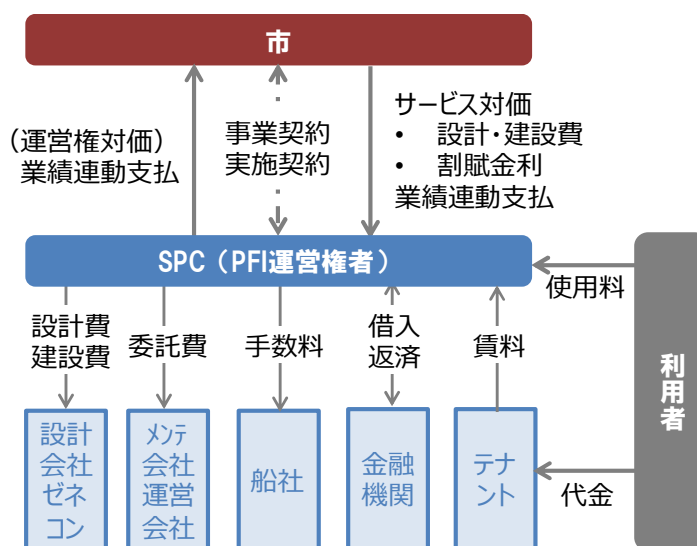 市
(運営権対価)
業績連動支払
事業契約
実施契約
サービス対価
• 設計・建設費
• 割賦金利
業績連動支払
SPC（PFI運営権者）
使用料
設計費
建設費
委託費
手数料
借入
返済
賃料
利用者
設計
会社
ゼネ
コン
ﾒﾝﾃ
会社
運営
会社
船社
金融
機関
テナ
ント
代金